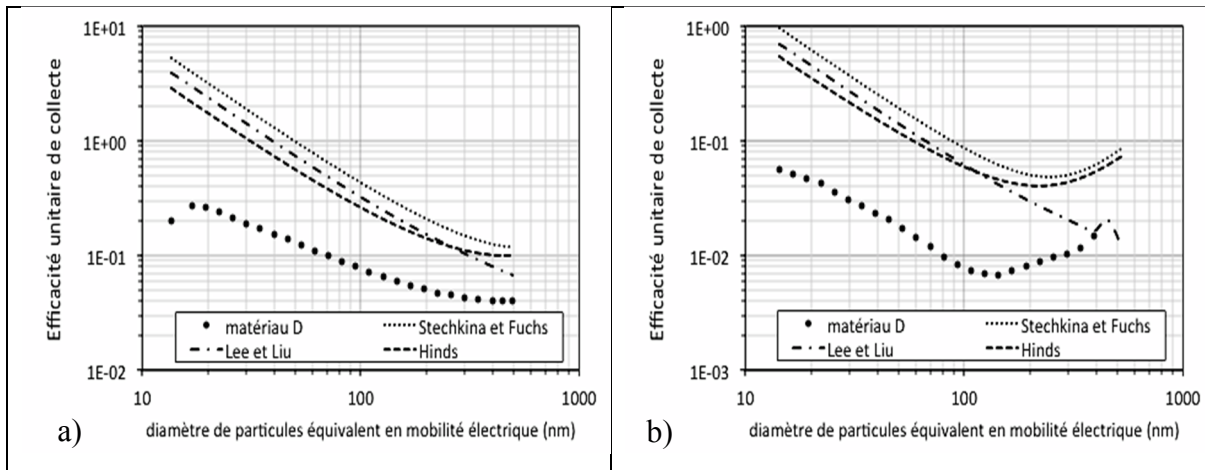 1E+01
1E+00
1E-01
1E-02
Efficacité unitaire de collecte
matériau D
Stechkina et Fuchs
Lee et Liu
Hinds
10
100
1000
diamètre de particules équivalent en mobilité électrique (nm)
a)
1E+00
1E-01
1E-02
1E-03
Efficacité unitaire de collecte
matériau D
Stechkina et Fuchs
Lee et Liu
Hinds
10
100
1000
diamètre de particules équivalent en mobilité électrique (nm)
b)